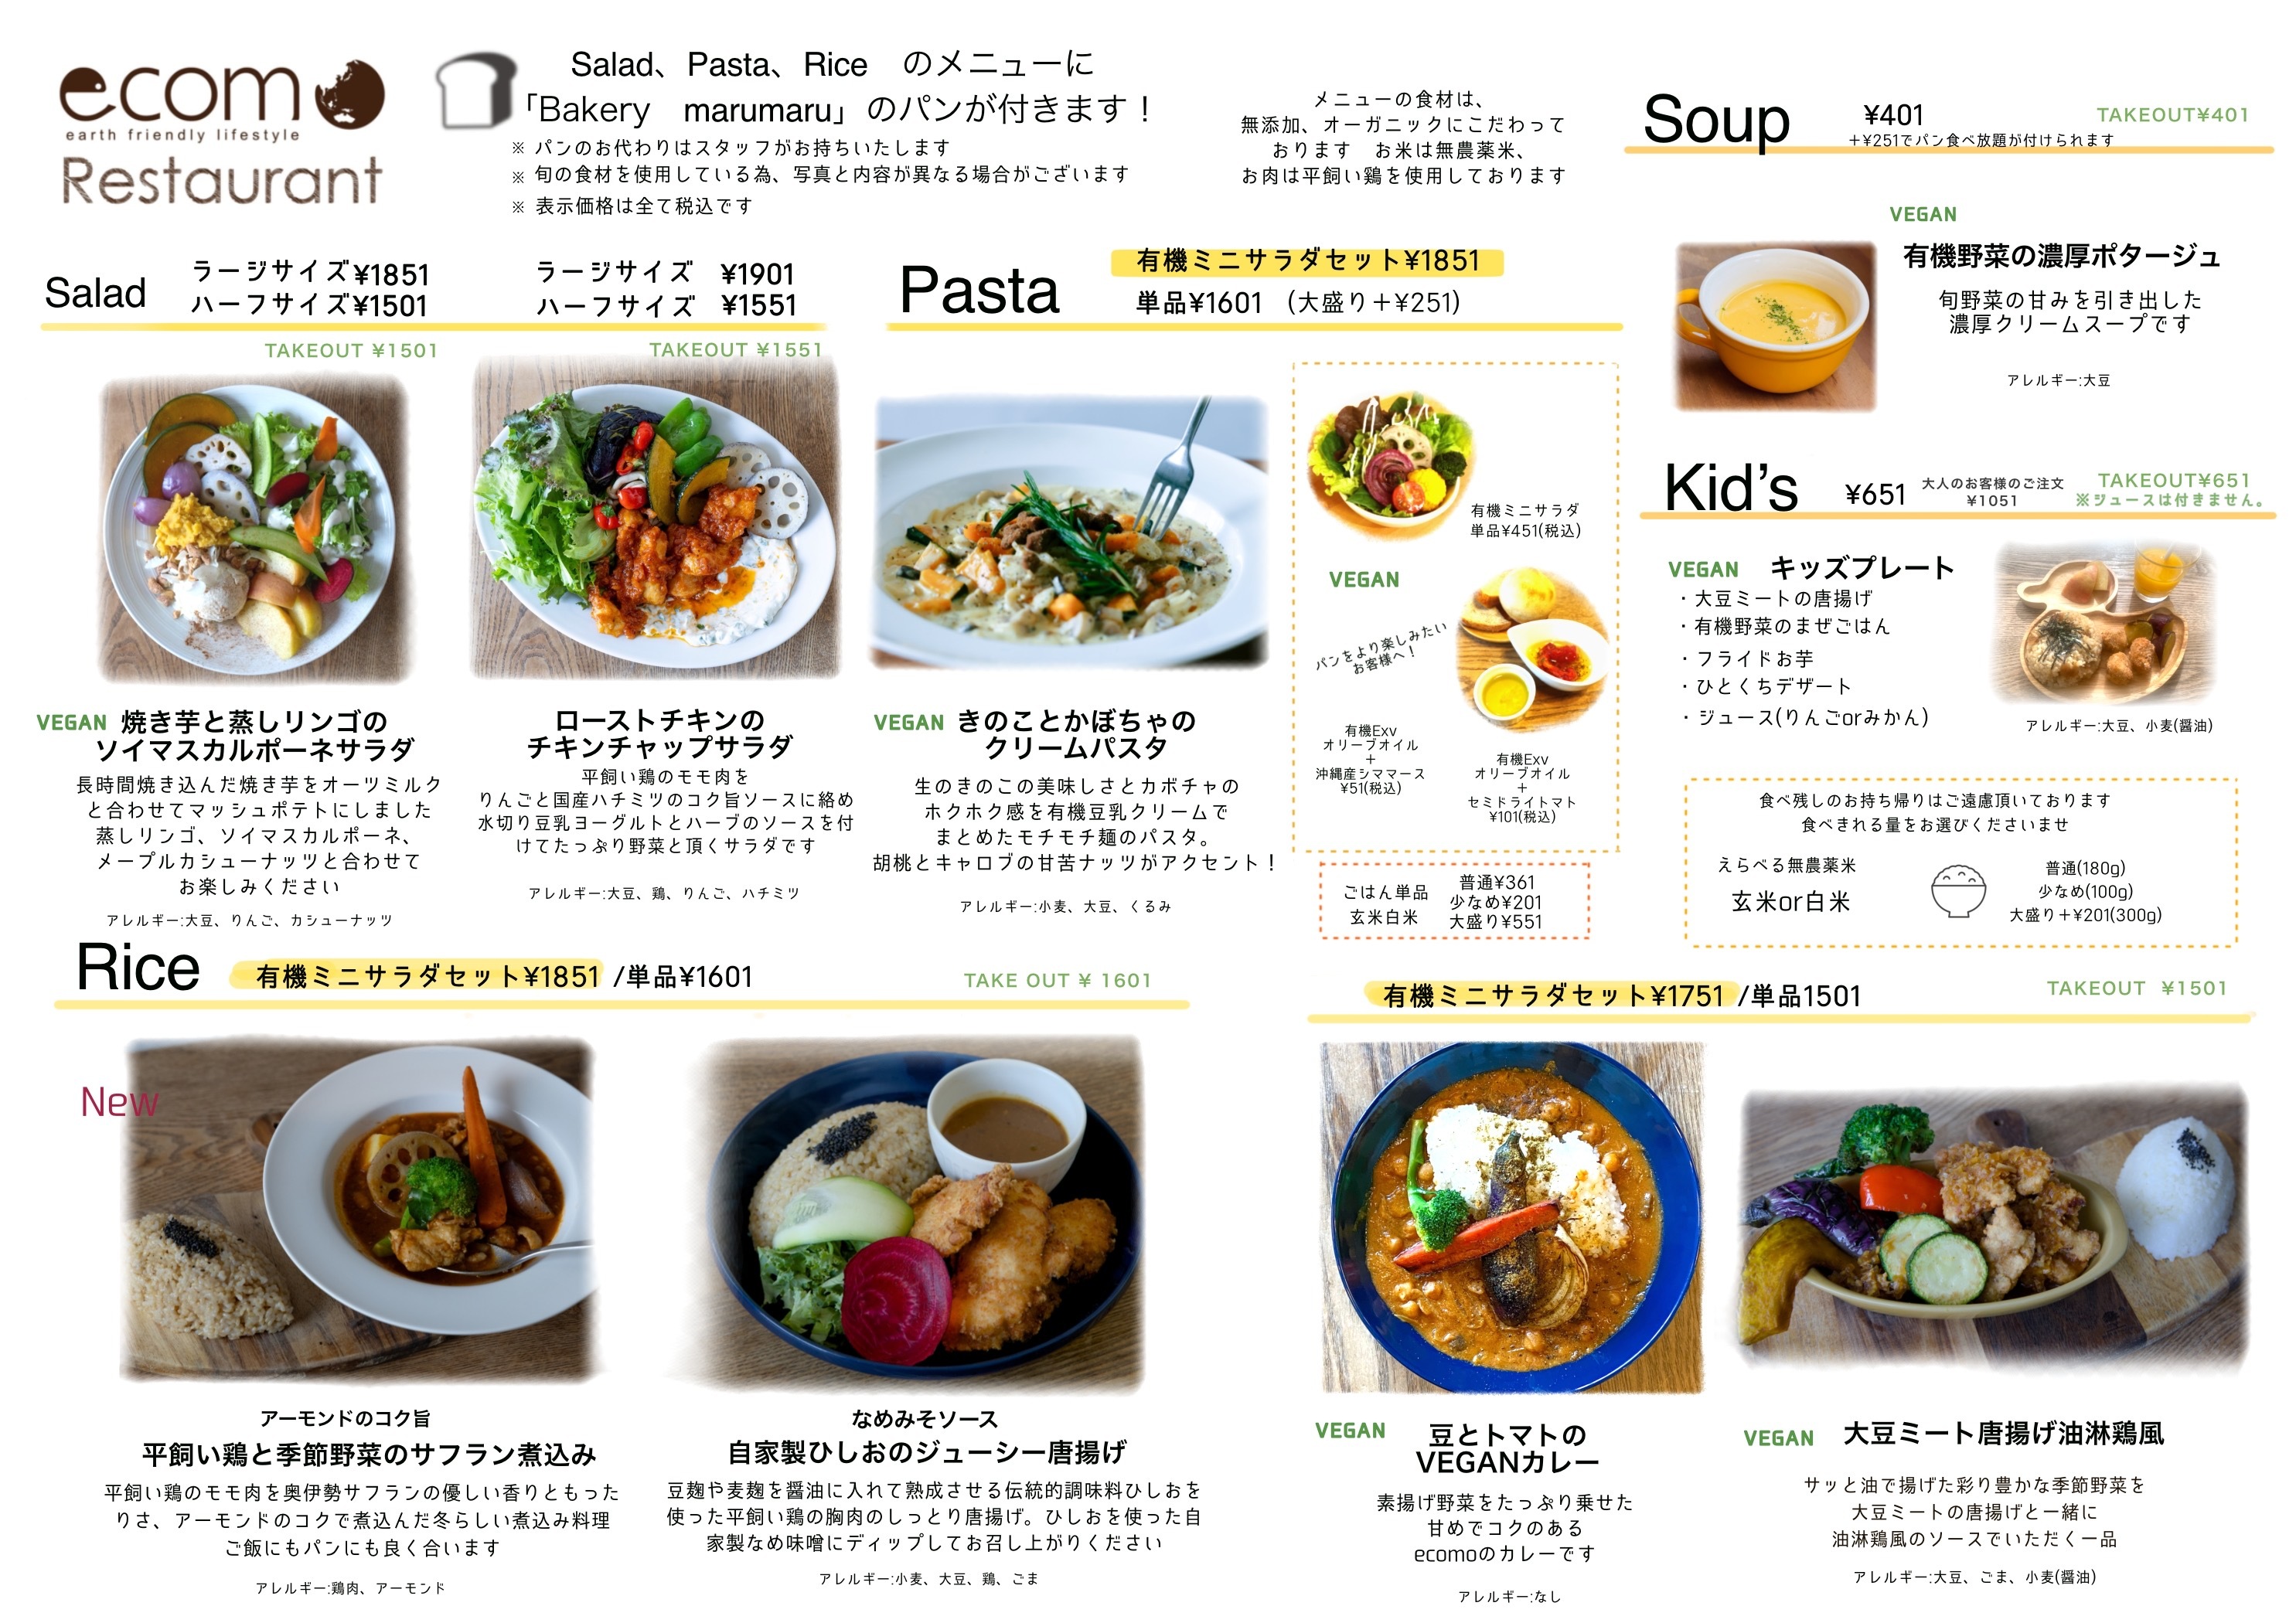 ecomo
earth friendly lifestyle
Restaurant
Salad、Pasta、Rice のメニューに
「Bakery marumaru」のパンが付きます！
※ パンのお代わりはスタッフがお持ちいたします
※ 旬の食材を使用している為、写真と内容が異なる場合がございます
※ 表示価格は全て税込です
メニューの食材は、
無添加、オーガニックにこだわって
おります お米は無農薬米、
お肉は平飼い鶏を使用しております
Soup
¥401
TAKEOUT¥401
＋¥251でパン食べ放題が付けられます
VEGAN
有機野菜の濃厚ポタージュ
旬野菜の甘みを引き出した
濃厚クリームスープです
アレルギー:大豆
Salad
ラージサイズ¥1851
ハーフサイズ¥1501
TAKEOUT ¥1501
ラージサイズ ¥1901
ハーフサイズ ¥1551
TAKEOUT ¥1551
VEGAN 焼き芋と蒸しリンゴの
ソイマスカルポーネサラダ
長時間焼き込んだ焼き芋をオーツミルク
と合わせてマッシュポテトにしました
蒸しリンゴ、ソイマスカルポーネ、
メープルカシューナッツと合わせて
お楽しみください
アレルギー:大豆、りんご、カシューナッツ
ローストチキンの
チキンチャップサラダ
平飼い鶏のモモ肉を
りんごと国産ハチミツのコク旨ソースに絡め
水切り豆乳ヨーグルトとハーブのソースを付
けてたっぷり野菜と頂くサラダです
アレルギー:大豆、鶏、りんご、ハチミツ
Pasta
有機ミニサラダセット¥1851
単品¥1601 (大盛り＋¥251)
VEGAN きのことかぼちゃの
クリームパスタ
生のきのこの美味しさとカボチャの
ホクホク感を有機豆乳クリームで
まとめたモチモチ麺のパスタ。
胡桃とキャロブの甘苦ナッツがアクセント！
アレルギー:小麦、大豆、くるみ
有機ミニサラダ
単品¥451(税込)
VEGAN
パンをより楽しみたい
お客様へ！
有機Exv
オリーブオイル
＋
沖縄産シママース
¥51(税込)
有機Exv
オリーブオイル
＋
セミドライトマト
¥101(税込)
ごはん単品
玄米白米
普通¥361
少なめ¥201
大盛り¥551
Kid’s
¥651
大人のお客様のご注文
¥1051
TAKEOUT¥651
※ジュースは付きません。
VEGAN キッズプレート
・大豆ミートの唐揚げ
・有機野菜のまぜごはん
・フライドお芋
・ひとくちデザート
・ジュース(りんごorみかん)
アレルギー:大豆、小麦(醤油)
食べ残しのお持ち帰りはご遠慮頂いております
食べきれる量をお選びくださいませ
えらべる無農薬米
玄米or白米
普通(180g)
少なめ(100g)
大盛り＋¥201(300g)
Rice
有機ミニサラダセット¥1851 /単品¥1601
TAKE OUT ¥ 1601
New
アーモンドのコク旨
平飼い鶏と季節野菜のサフラン煮込み
平飼い鶏のモモ肉を奥伊勢サフランの優しい香りともった
りさ、アーモンドのコクで煮込んだ冬らしい煮込み料理
ご飯にもパンにも良く合います
アレルギー:鶏肉、アーモンド
なめみそソース
自家製ひしおのジューシー唐揚げ
豆麹や麦麹を醤油に入れて熟成させる伝統的調味料ひしおを
使った平飼い鶏の胸肉のしっとり唐揚げ。ひしおを使った自
家製なめ味噌にディップしてお召し上がりください
アレルギー:小麦、大豆、鶏、ごま
有機ミニサラダセット¥1751 /単品1501
TAKEOUT ¥1501
VEGAN 豆とトマトの
VEGANカレー
素揚げ野菜をたっぷり乗せた
甘めでコクのある
ecomoのカレーです
アレルギー:なし
VEGAN 大豆ミート唐揚げ油淋鶏風
サッと油で揚げた彩り豊かな季節野菜を
大豆ミートの唐揚げと一緒に
油淋鶏風のソースでいただく一品
アレルギー:大豆、ごま、小麦(醤油)